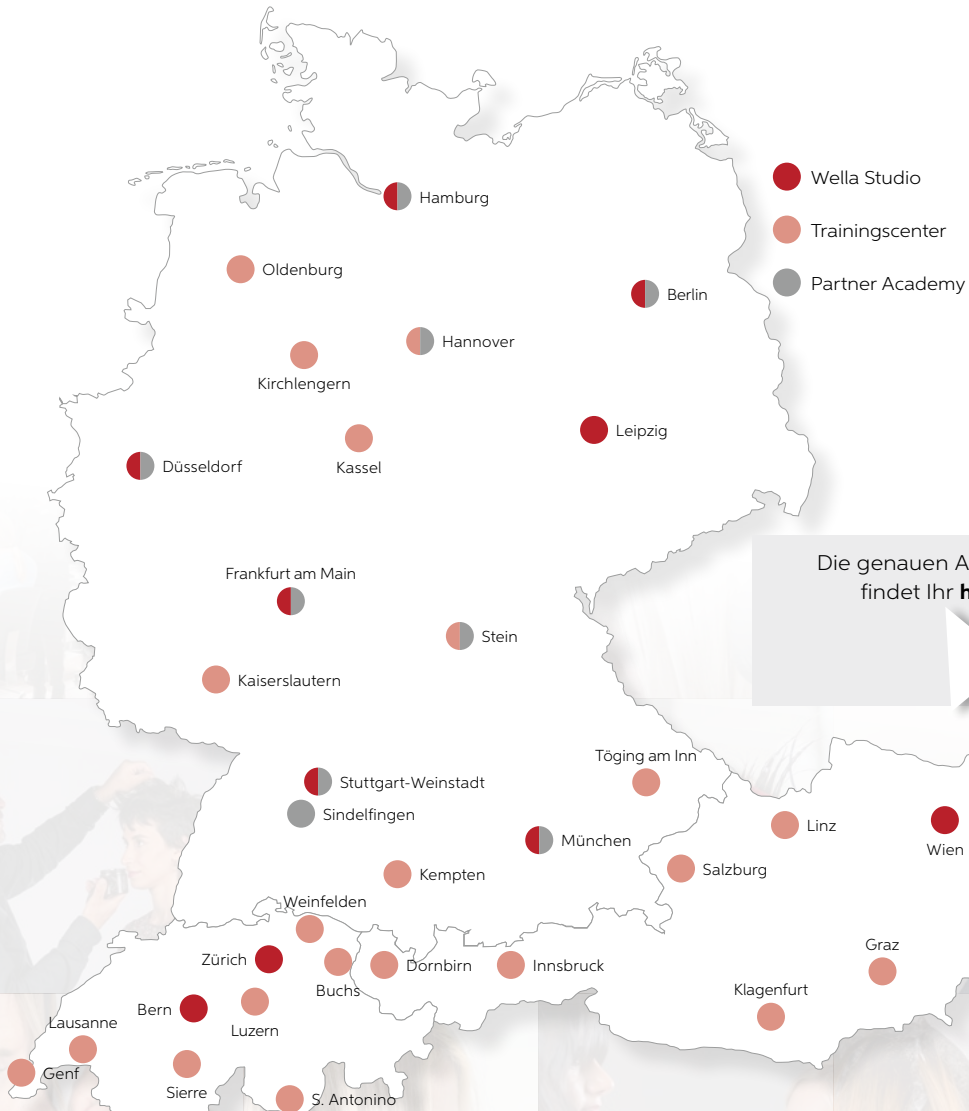 Hamburg
Wella Studio
Trainingscenter
Partner Academy
Oldenburg
Berlin
Hannover
Kirchlengern
Leipzig
Kassel
Düsseldorf
Die genauen
findet Ihr
Frankfurt am Main
Stein
Kaiserslautern
Töging am Inn
Stuttgart-Weinstadt
Sindelfingen
München
Linz
Wien
Salzburg
Kempten
Weinfelden
Zürich
Buchs
Dornbirn
Innsbruck
Graz
Klagenfurt
Bern
Luzern
Lausanne
Genf
Sierre
S. Antonino